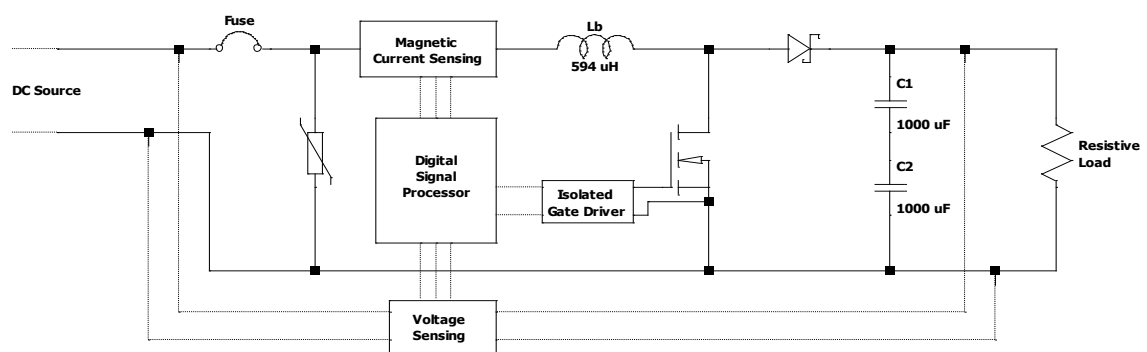 Fuse
Lb
Magnetic
Current Sensing
594 uH
DC Source
C1
1000 uF
Digital
Signal
Processor
Resistive
Load
C2
Isolated
Gate Driver
1000 uF
Voltage
Sensing